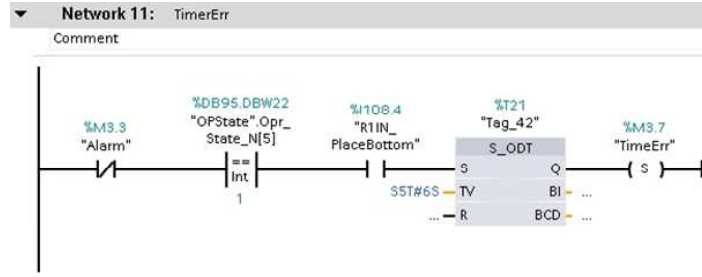 Network 11: TimerErr
Comment
%M3.3
"Alarm"
%DB95.DBW22
"OPState".Opr_
State_N[5]
==
Int
1
%I108.4
"R1IN_
PlaceBottom"
%T21
"Tag_42"
S_ODT
S Q
S5T#6S TV BI ...
... R BCD ...
%M3.7
"TimeErr"
S